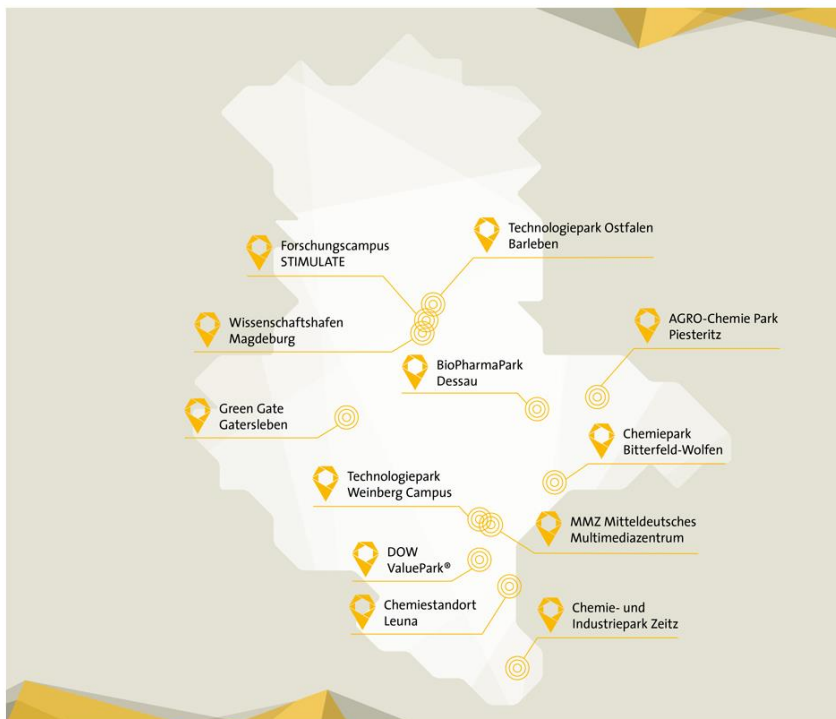 Technologiepark Ostfalen
Barleben
Forschungscampus
STIMULATE
Wissenschaftshafen
Magdeburg
AGRO-Chemie Park
Piesteritz
BioPharmaPark
Dessau
Green Gate
Gatersleben
Chemiepark
Bitterfeld-Wolfen
Technologiepark
Weinberg Campus
MMZ Mitteldeutsches
Multimediazentrum
DOW
ValuePark®
Chemiestandort
Leuna
Chemie- und
Industriepark Zeitz